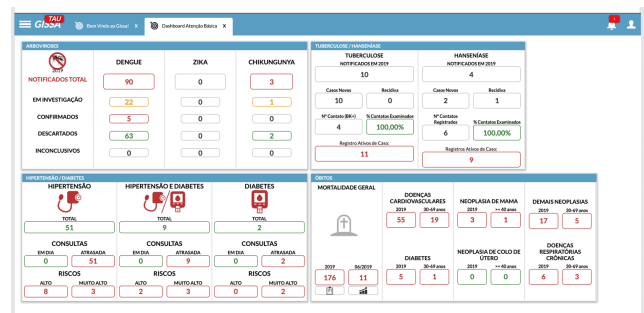 GISSA TAU
Bem Vindo ao Gissa! X
Dashboard Atenção Básica X
ARBOVIROSES
2019
DENGUE ZIKA CHIKUNGUNYA
NOTIFICADOS TOTAL 90 0 3
EM INVESTIGAÇÃO 22 0 1
CONFIRMADOS 5 0 0
DESCARTADOS 63 0 2
INCONCLUSIVOS 0 0 0
TUBERCULOSE / HANSENÍASE
TUBERCULOSE
NOTIFICADOS EM 2019
10
Casos Novos Recidiva
10 0
Nº Contato (BK+) % Contatos Examinados
4 100,00%
Registro Ativos de Caso:
11
HANSENÍASE
NOTIFICADOS EM 2019
4
Casos Novos Recidiva
2 1
Nº Contatos Registrados % Contatos Examinados
6 100,00%
Registros Ativos de Caso:
9
HIPERTENSÃO / DIABETES
HIPERTENSÃO
TOTAL
51
CONSULTAS
EM DIA ATRASADA
0 51
RISCOS
ALTO MUITO ALTO
8 3
HIPERTENSÃO E DIABETES
TOTAL
9
CONSULTAS
EM DIA ATRASADA
0 9
RISCOS
ALTO MUITO ALTO
2 3
DIABETES
TOTAL
2
CONSULTAS
EM DIA ATRASADA
0 2
RISCOS
ALTO MUITO ALTO
0 2
ÓBITOS
MORTALIDADE GERAL
2019 06/2019
176 11
DOENÇAS
CARDIOVASCULARES
2019 30-69 anos
55 19
NEOPLASIA DE MAMA
2019 >= 40 anos
3 1
DEMAIS NEOPLASIAS
2019 30-69 anos
17 5
DIABETES
2019 30-69 anos
5 1
NEOPLASIA DE COLO DE
ÚTERO
2019 >= 40 anos
0 0
DOENÇAS
RESPIRATÓRIAS
CRÔNICAS
2019 30-69 anos
6 3